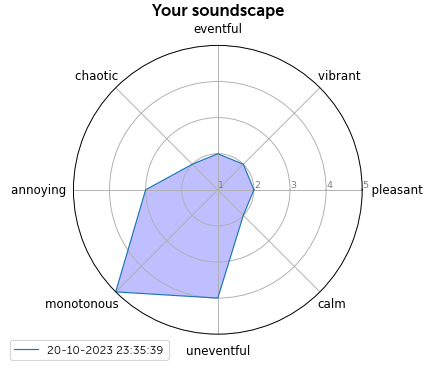 Your soundscape
eventful
chaotic
vibrant
annoying
1
2
3
4
5
pleasant
monotonous
calm
uneventful
20-10-2023 23:35:39